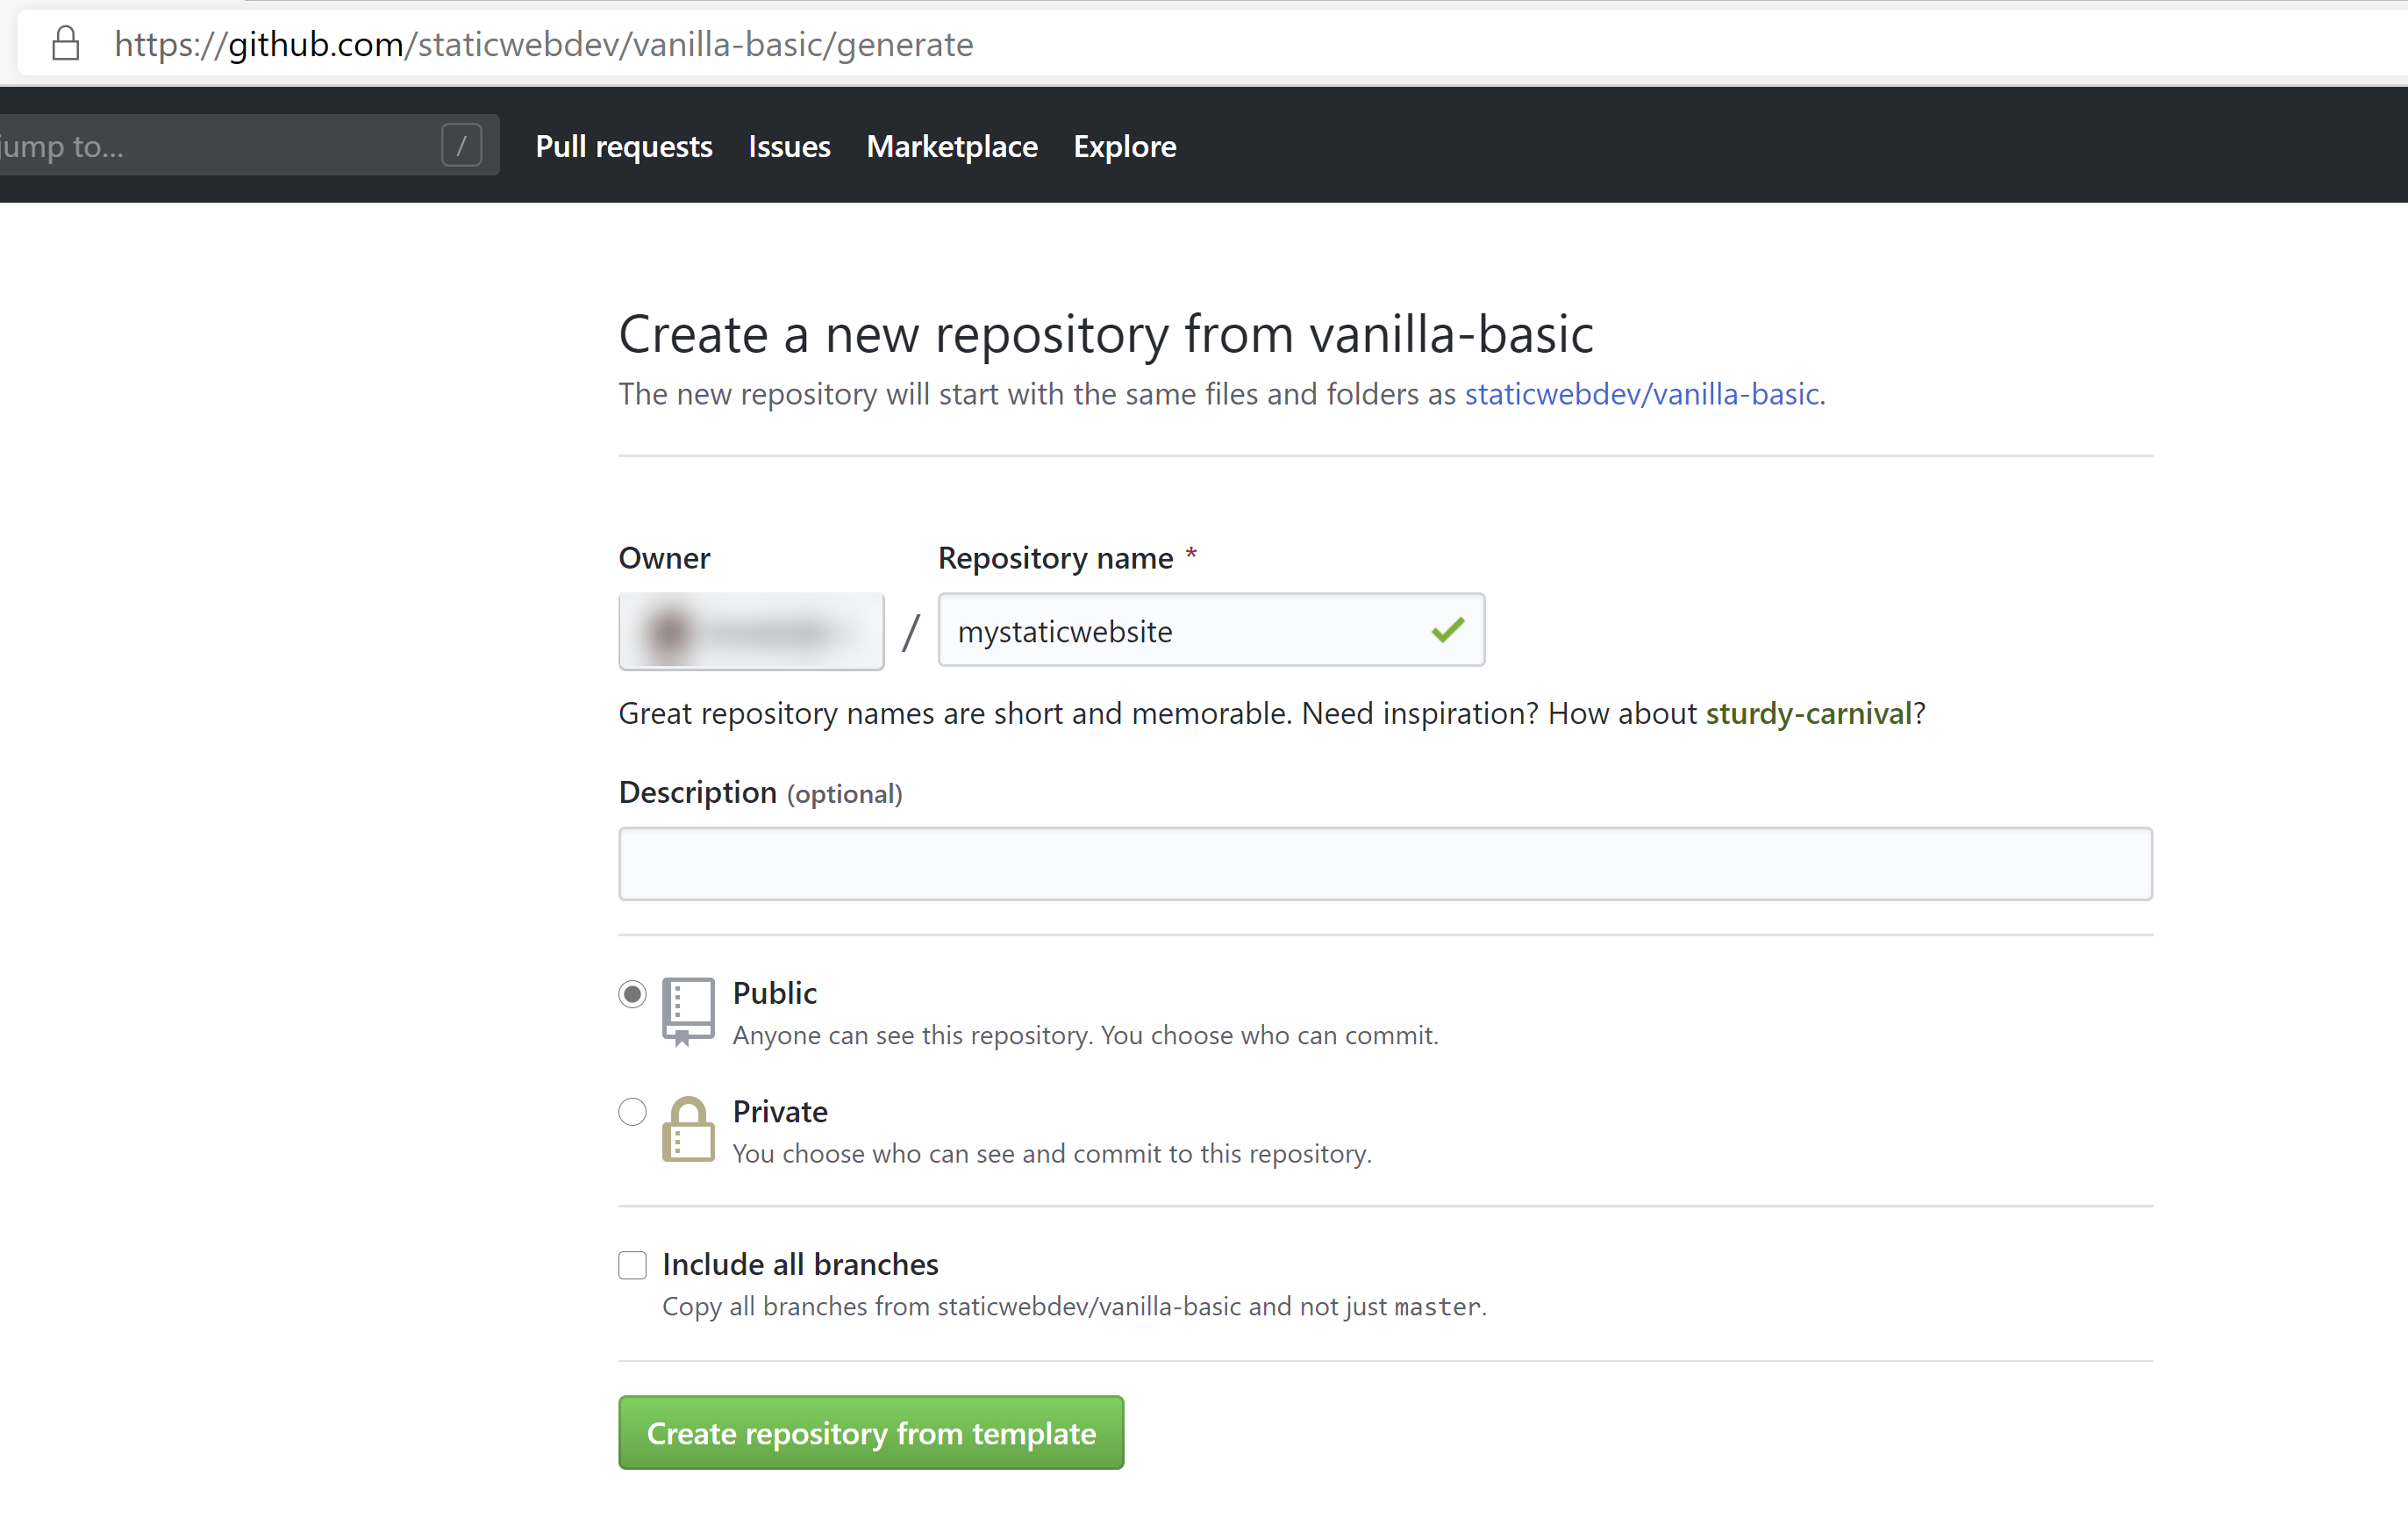 https://github.com/staticwebdev/vanilla-basic/generate
jump to... / Pull requests Issues Marketplace Explore
Create a new repository from vanilla-basic
The new repository will start with the same files and folders as staticwebdev/vanilla-basic.
Owner Repository name *
/ mystaticwebsite
Great repository names are short and memorable. Need inspiration? How about sturdy-carnival?
Description (optional)
Public
Anyone can see this repository. You choose who can commit.
Private
You choose who can see and commit to this repository.
Include all branches
Copy all branches from staticwebdev/vanilla-basic and not just master.
Create repository from template